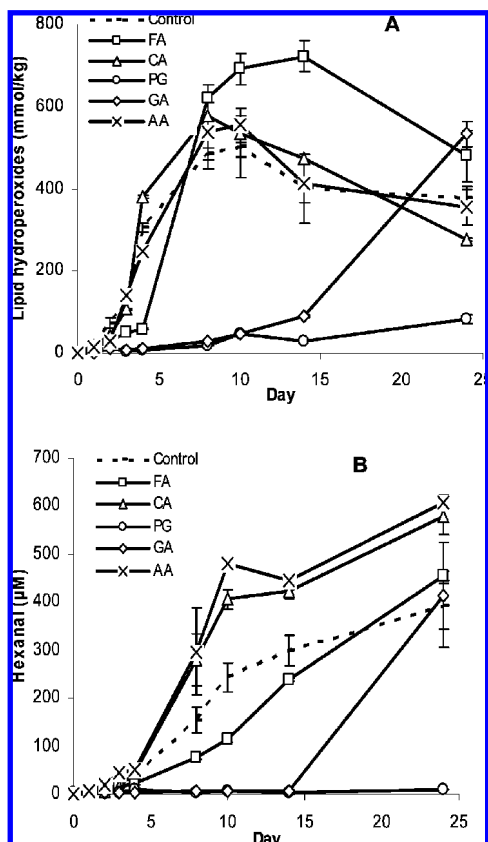 A
Control
FA
CA
PG
GA
AA
800
600
400
200
0
Lipid hydroperoxides (mmol/kg)
0 5 10 15 20 25
Day
B
Control
FA
CA
PG
GA
AA
700
600
500
400
300
200
100
0
Hexanal (µM)
0 5 10 15 20 25
Day